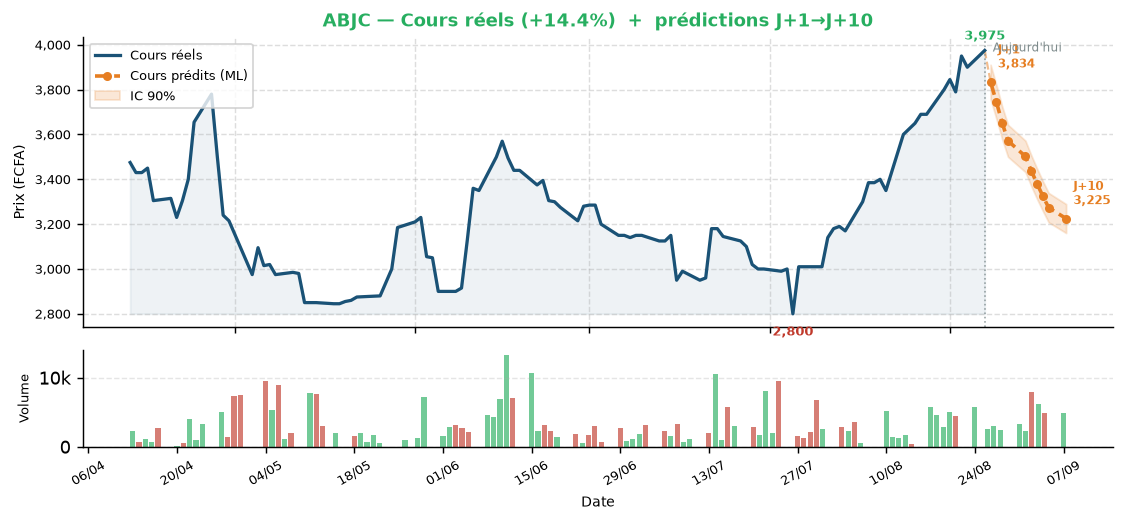 ABJC — Cours réels (+14.4%) + prédictions J+1→J+10
3,975
Aujourd'hui
J+1
3,834
Cours réels
Cours prédits (ML)
IC 90%
4,000
3,800
3,600
3,400
3,200
3,000
2,800
Prix (FCFA)
J+10
3,225
2,800
10k
0
Volume
06/04
20/04
04/05
18/05
01/06
15/06
29/06
13/07
27/07
10/08
24/08
07/09
Date